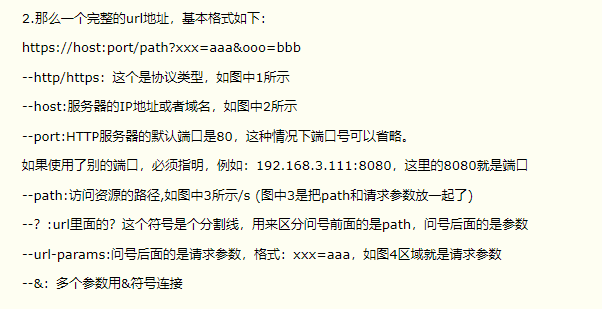 2.那么一个完整的url地址，基本格式如下：
https://host:port/path?xxx=aaa&ooo=bbb
--http/https：这个是协议类型，如图中1所示
--host:服务器的IP地址或者域名，如图中2所示
--port:HTTP服务器的默认端口是80，这种情况下端口号可以省略。
如果使用了别的端口，必须指明，例如：192.168.3.111:8080，这里的8080就是端口
--path:访问资源的路径,如图中3所示/s (图中3是把path和请求参数放一起了)
--？:url里面的？这个符号是个分割线，用来区分问号前面的是path，问号后面的是参数
--url-params:问号后面的是请求参数，格式：xxx=aaa，如图4区域就是请求参数
--&：多个参数用&符号连接